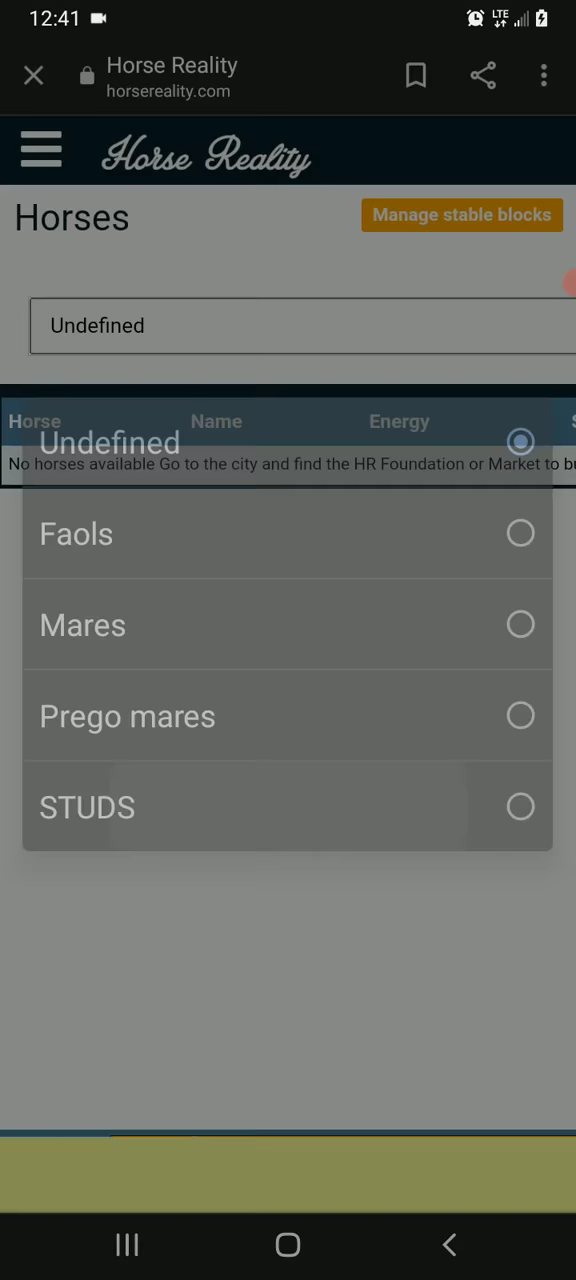 12:41
LTE
Horse Reality
horsereality.com
Horse Reality
Horses
Manage stable blocks
Undefined
Horse Name Energy
Undefined
No horses available Go to the city and find the HR Foundation or Market to
Faols
Mares
Prego mares
STUDS